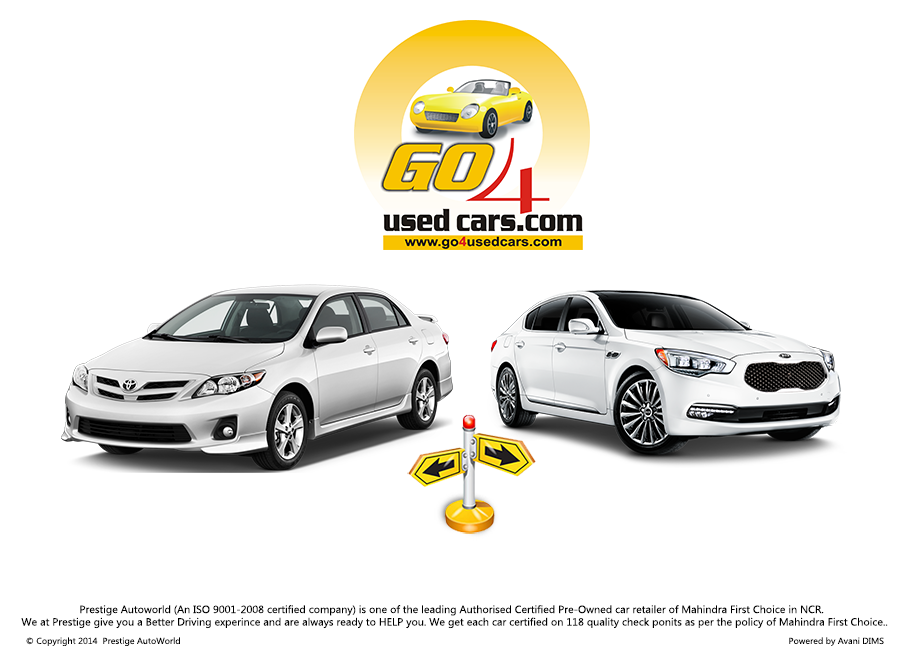 GO 4
used cars.com
www.go4usedcars.com
Prestige Autoworld (An ISO 9001-2008 certified company) is one of the leading Authorised Certified Pre-Owned car retailer of Mahindra First Choice in NCR.
We at Prestige give you a Better Driving experince and are always ready to HELP you. We get each car certified on 118 quality check ponits as per the policy of Mahindra First Choice..
© Copyright 2014 Prestige AutoWorld
Powered by Avani DIMS